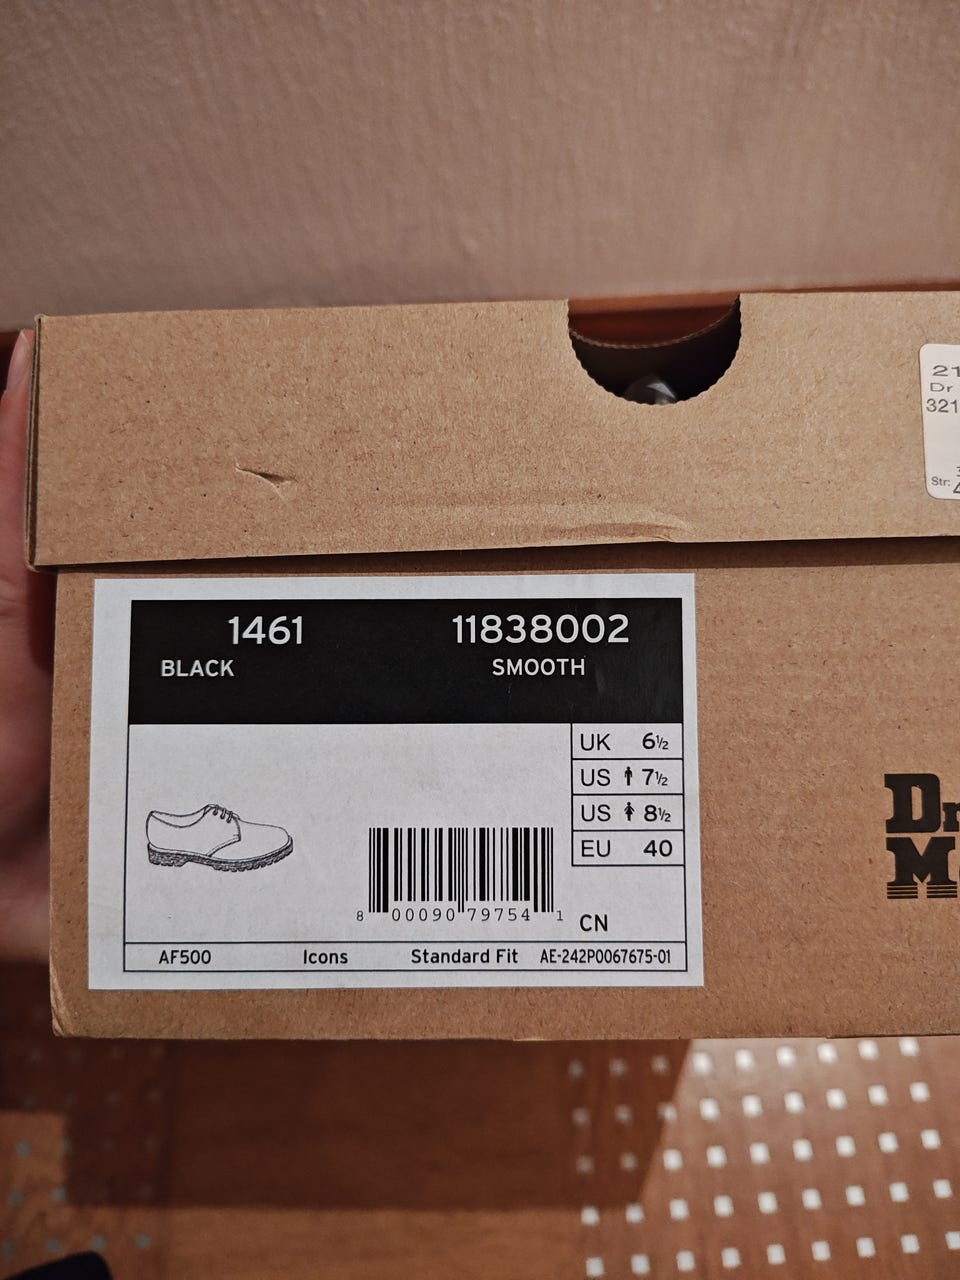 21
Dr
321
Str:
1461 11838002
BLACK SMOOTH
UK 6½
US 7½
US 8½
EU 40
8 00090 79754 1
CN
AF500 Icons Standard Fit AE-242P0067675-01
Dr
M